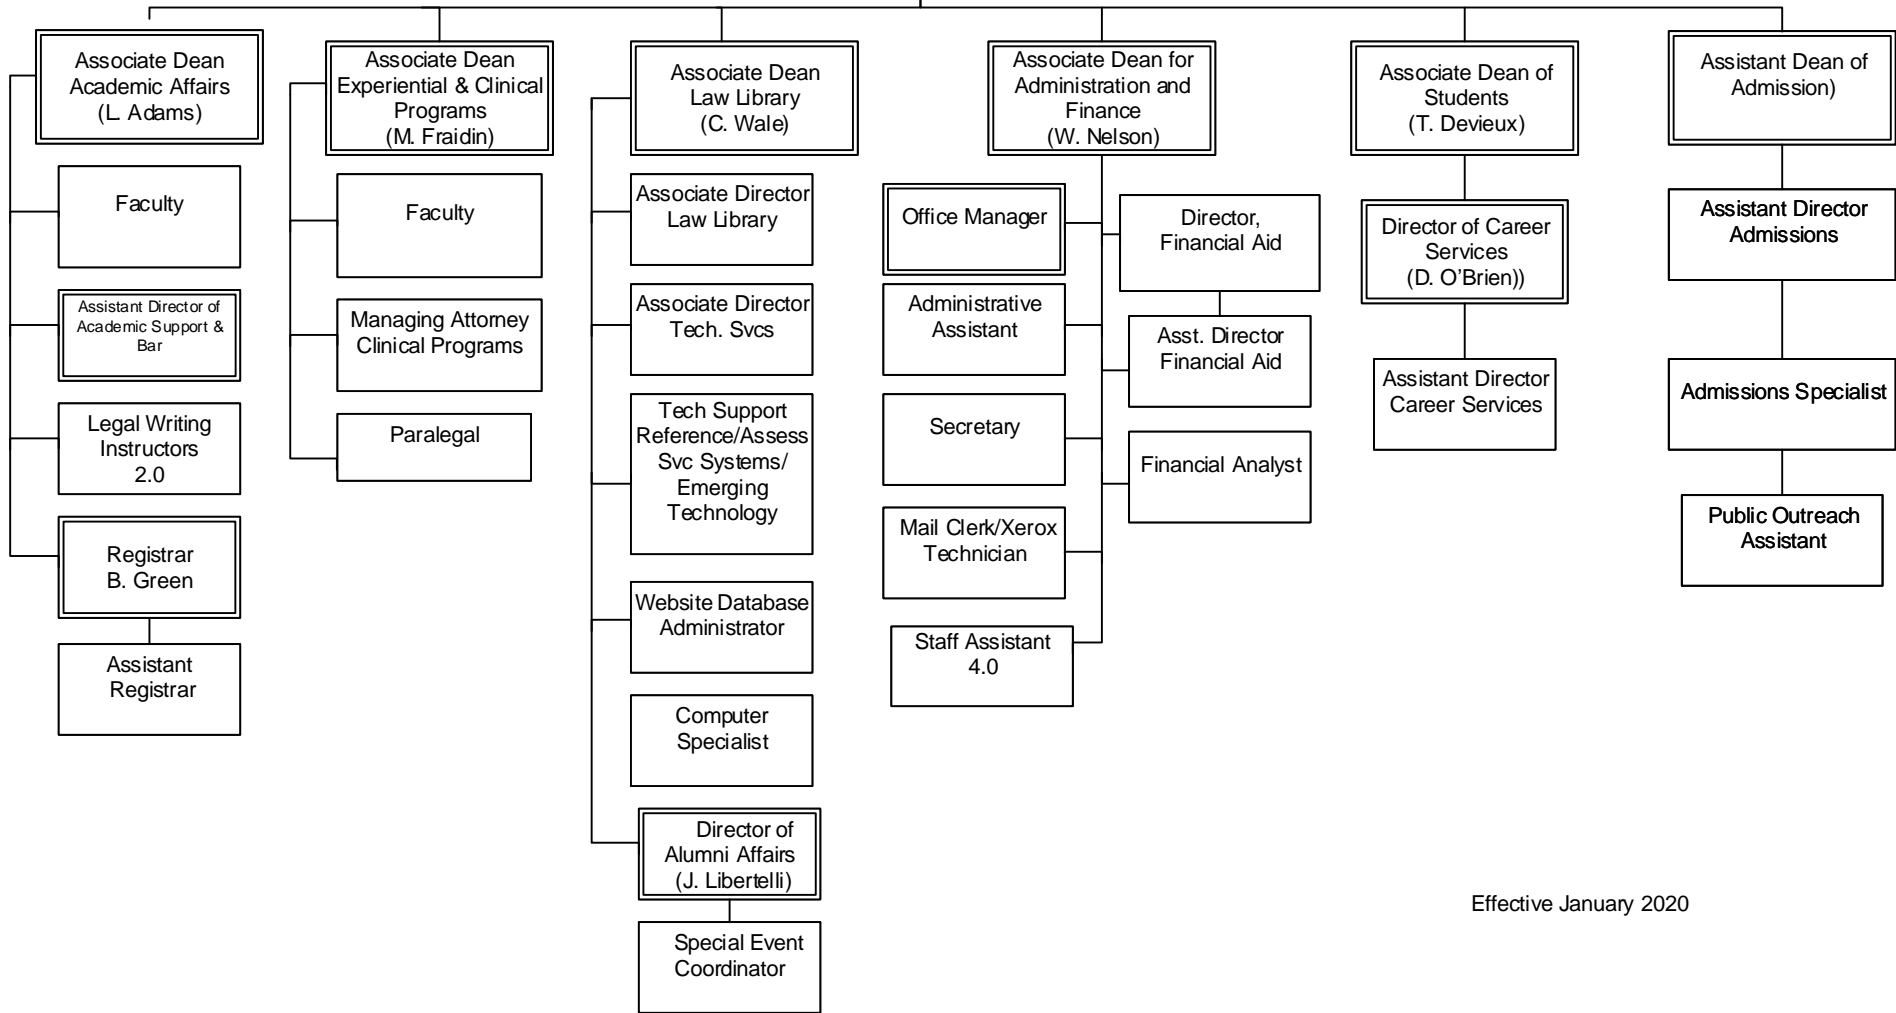 Associate Dean
Academic Affairs
(L. Adams)
Faculty
Assistant Director of
Academic Support &
Bar
Legal Writing
Instructors
2.0
Registrar
B. Green
Assistant
Registrar
Associate Dean
Experiential & Clinical
Programs
(M. Fraidin)
Faculty
Managing Attorney
Clinical Programs
Paralegal
Associate Dean
Law Library
(C. Wale)
Associate Director
Law Library
Associate Director
Tech. Svcs
Tech Support
Reference/Assess
Svc Systems/
Emerging
Technology
Website Database
Administrator
Computer
Specialist
Director of
Alumni Affairs
(J. Libertelli)
Special Event
Coordinator
Associate Dean for
Administration and
Finance
(W. Nelson)
Office Manager
Administrative
Assistant
Secretary
Mail Clerk/Xerox
Technician
Staff Assistant
4.0
Director,
Financial Aid
Asst. Director
Financial Aid
Financial Analyst
Associate Dean of
Students
(T. Devieux)
Director of Career
Services
(D. O'Brien))
Assistant Director
Career Services
Assistant Dean of
Admission)
Assistant Director
Admissions
Admissions Specialist
Public Outreach
Assistant
Effective January 2020